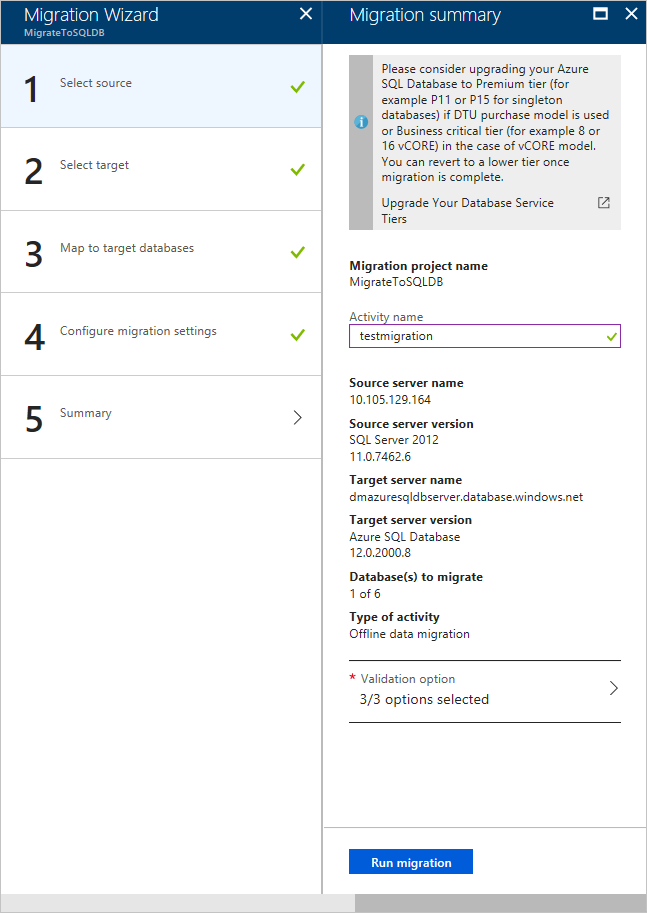 Migration Wizard
MigrateToSQLDB
1 Select source
2 Select target
3 Map to target databases
4 Configure migration settings
5 Summary
Migration summary
Please consider upgrading your Azure
SQL Database to Premium tier (for
example P11 or P15 for singleton
databases) if DTU purchase model is used
or Business critical tier (for example 8 or
16 vCORE) in the case of vCORE model.
You can revert to a lower tier once
migration is complete.
Upgrade Your Database Service
Tiers
Migration project name
MigrateToSQLDB
Activity name
testmigration
Source server name
10.105.129.164
Source server version
SQL Server 2012
11.0.7462.6
Target server name
dmazuresqldbserver.database.windows.net
Target server version
Azure SQL Database
12.0.2000.8
Database(s) to migrate
1 of 6
Type of activity
Offline data migration
* Validation option
3/3 options selected
Run migration